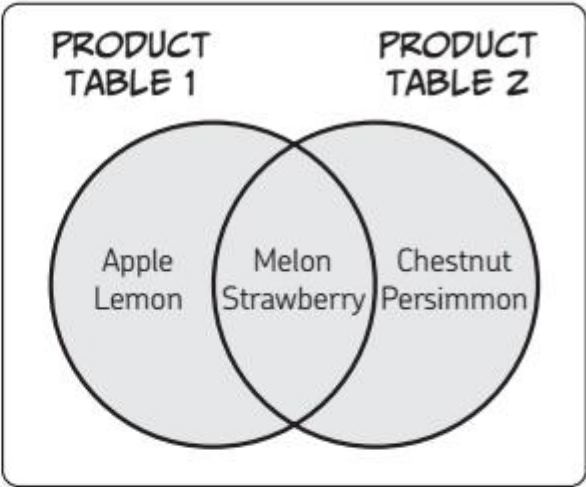 PRODUCT
TABLE 1
PRODUCT
TABLE 2
Apple
Lemon
Melon
Strawberry
Chestnut
Persimmon